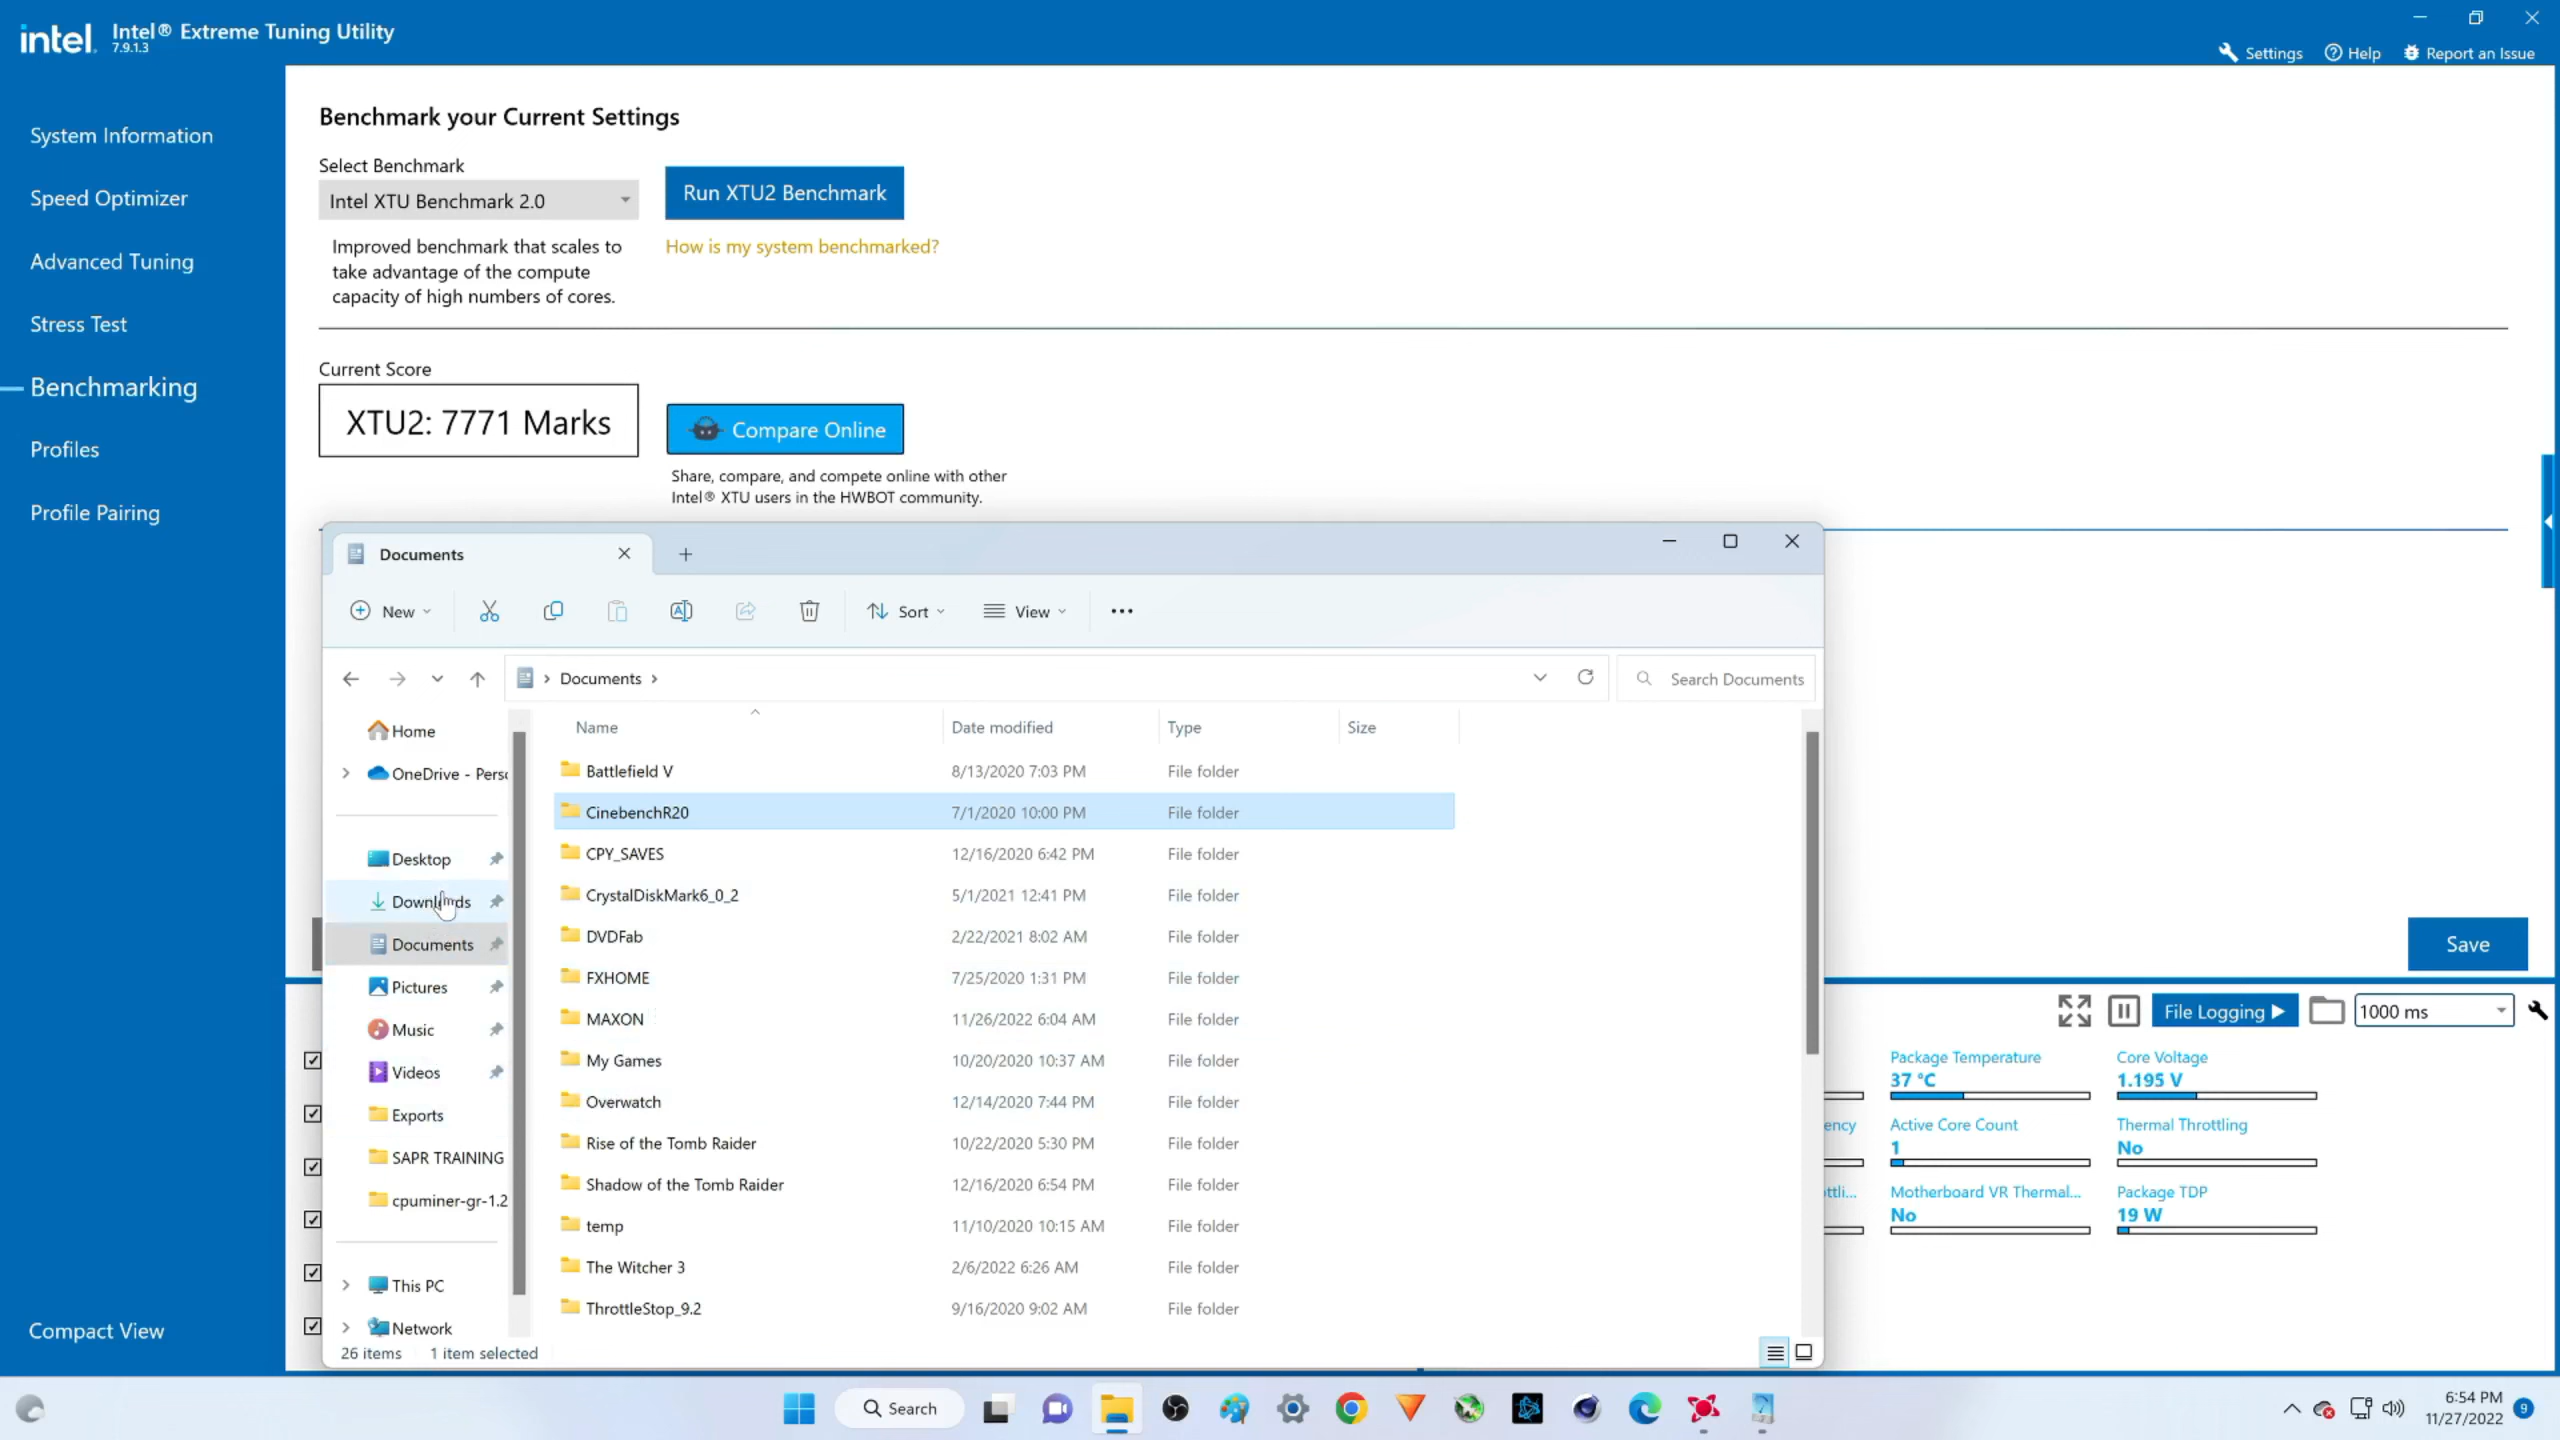 intel.
Intel® Extreme Tuning Utility
7.9.1.3
Settings
Help
Report an Issue
System Information
Speed Optimizer
Advanced Tuning
Stress Test
Benchmarking
Profiles
Profile Pairing
Compact View
Benchmark your Current Settings
Select Benchmark
Intel XTU Benchmark 2.0
Run XTU2 Benchmark
Improved benchmark that scales to
take advantage of the compute
capacity of high numbers of cores.
How is my system benchmarked?
Current Score
XTU2: 7771 Marks
Compare Online
Share, compare, and compete online with other
Intel® XTU users in the HWBOT community.
Documents
New
Sort
View
Documents
Search Documents
Home
OneDrive - Perso
Desktop
Downloads
Documents
Pictures
Music
Videos
Exports
SAPR TRAINING
cpuminer-gr-1.2
This PC
Network
Name Date modified Type Size
Battlefield V 8/13/2020 7:03 PM File folder
CinebenchR20 7/1/2020 10:00 PM File folder
CPY_SAVES 12/16/2020 6:42 PM File folder
CrystalDiskMark6_0_2 5/1/2021 12:41 PM File folder
DVDFab 2/22/2021 8:02 AM File folder
FXHOME 7/25/2020 1:31 PM File folder
MAXON 11/26/2022 6:04 AM File folder
My Games 10/20/2020 10:37 AM File folder
Overwatch 12/14/2020 7:44 PM File folder
Rise of the Tomb Raider 10/22/2020 5:30 PM File folder
Shadow of the Tomb Raider 12/16/2020 6:54 PM File folder
temp 11/10/2020 10:15 AM File folder
The Witcher 3 2/6/2022 6:26 AM File folder
ThrottleStop_9.2 9/16/2020 9:02 AM File folder
26 items 1 item selected
Save
File Logging
1000 ms
Package Temperature
37 °C
Core Voltage
1.195 V
ency
Active Core Count
1
Thermal Throttling
No
ttli...
Motherboard VR Thermal...
No
Package TDP
19 W
Search
6:54 PM
11/27/2022
9